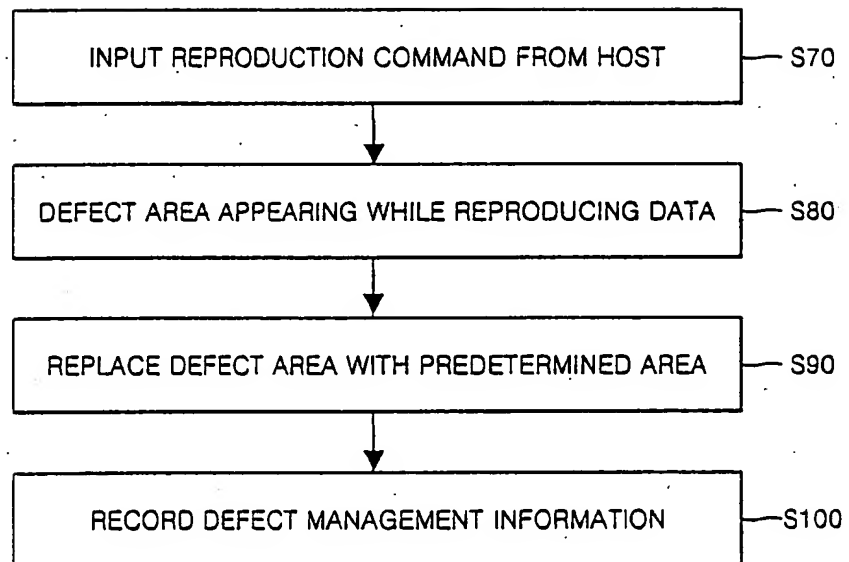 INPUT REPRODUCTION COMMAND FROM HOST S70
DEFECT AREA APPEARING WHILE REPRODUCING DATA S80
REPLACE DEFECT AREA WITH PREDETERMINED AREA S90
RECORD DEFECT MANAGEMENT INFORMATION S100